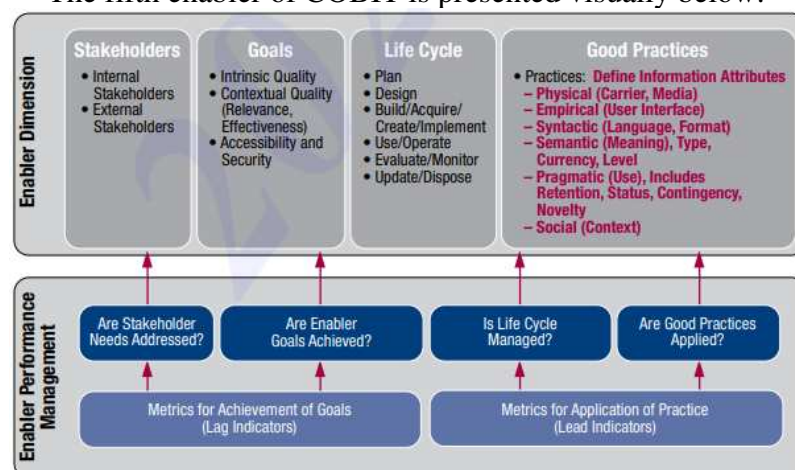 The fifth enabler of COBIT is presented visually below:
Enabler Dimension
Stakeholders
• Internal
Stakeholders
• External
Stakeholders
Goals
• Intrinsic Quality
• Contextual Quality
(Relevance,
Effectiveness)
• Accessibility and
Security
Life Cycle
• Plan
• Design
• Build/Acquire/
Create/Implement
• Use/Operate
• Evaluate/Monitor
• Update/Dispose
Good Practices
• Practices: Define Information Attributes
– Physical (Carrier, Media)
– Empirical (User Interface)
– Syntactic (Language, Format)
– Semantic (Meaning), Type,
Currency, Level
– Pragmatic (Use), Includes
Retention, Status, Contingency,
Novelty
– Social (Context)
Enabler Performance
Management
Are Stakeholder
Needs Addressed?
Are Enabler
Goals Achieved?
Is Life Cycle
Managed?
Are Good Practices
Applied?
Metrics for Achievement of Goals
(Lag Indicators)
Metrics for Application of Practice
(Lead Indicators)